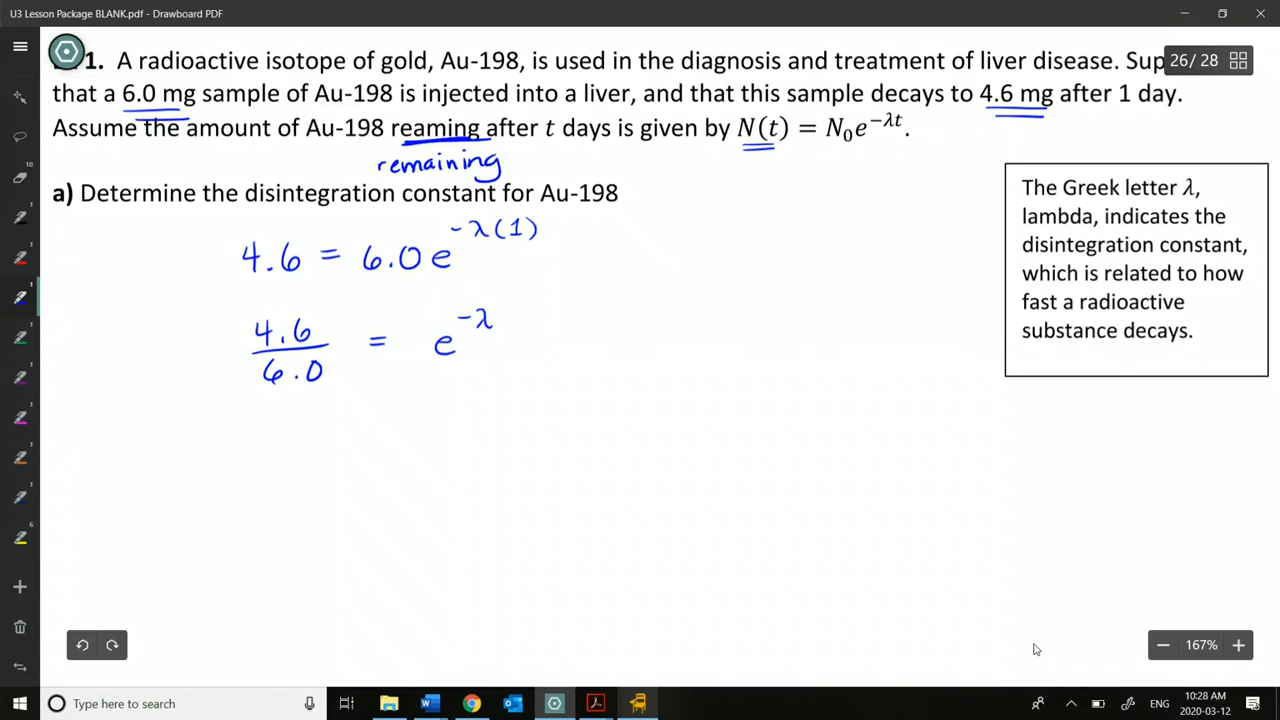 U3 Lesson Package BLANK.pdf - Drawboard PDF
1. A radioactive isotope of gold, Au-198, is used in the diagnosis and treatment of liver disease. Sup
26 / 28
that a 6.0 mg sample of Au-198 is injected into a liver, and that this sample decays to 4.6 mg after 1 day.
Assume the amount of Au-198 reaming after t days is given by N(t) = N₀e^{-λt}.
remaining
a) Determine the disintegration constant for Au-198
4.6 = 6.0 e^{-λ(1)}
4.6/6.0 = e^{-λ}
The Greek letter λ,
lambda, indicates the
disintegration constant,
which is related to how
fast a radioactive
substance decays.
167%
Type here to search
ENG
10:28 AM
2020-03-12